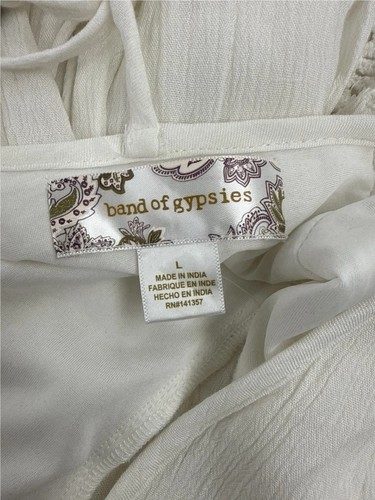 band of gypsies
L
MADE IN INDIA
FABRIQUE EN INDE
HECHO EN INDIA
RN#141357